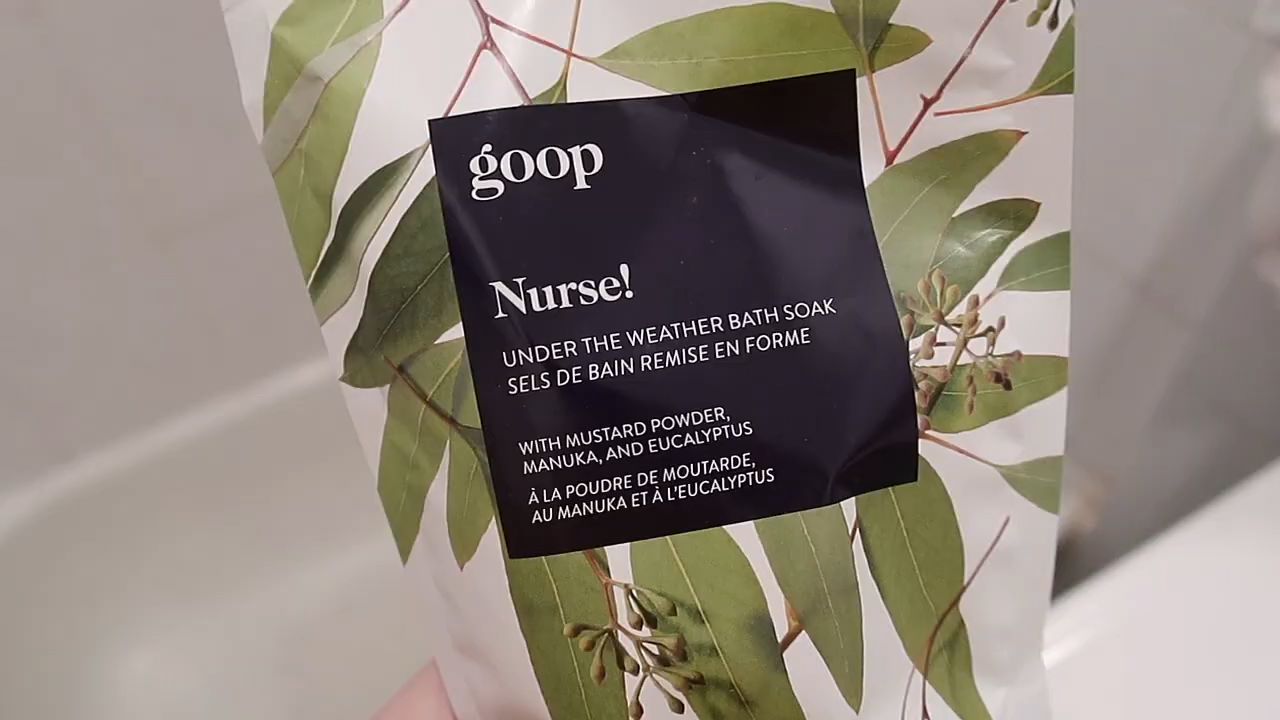 goop
Nurse!
UNDER THE WEATHER BATH SOAK
SELS DE BAIN REMISE EN FORME
WITH MUSTARD POWDER,
MANUKA, AND EUCALYPTUS
À LA POUDRE DE MOUTARDE,
AU MANUKA ET À L'EUCALYPTUS